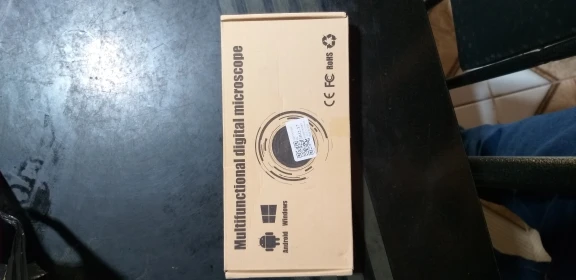 Multifunctional digital microscope
Android
Windows
CE FC RoHS